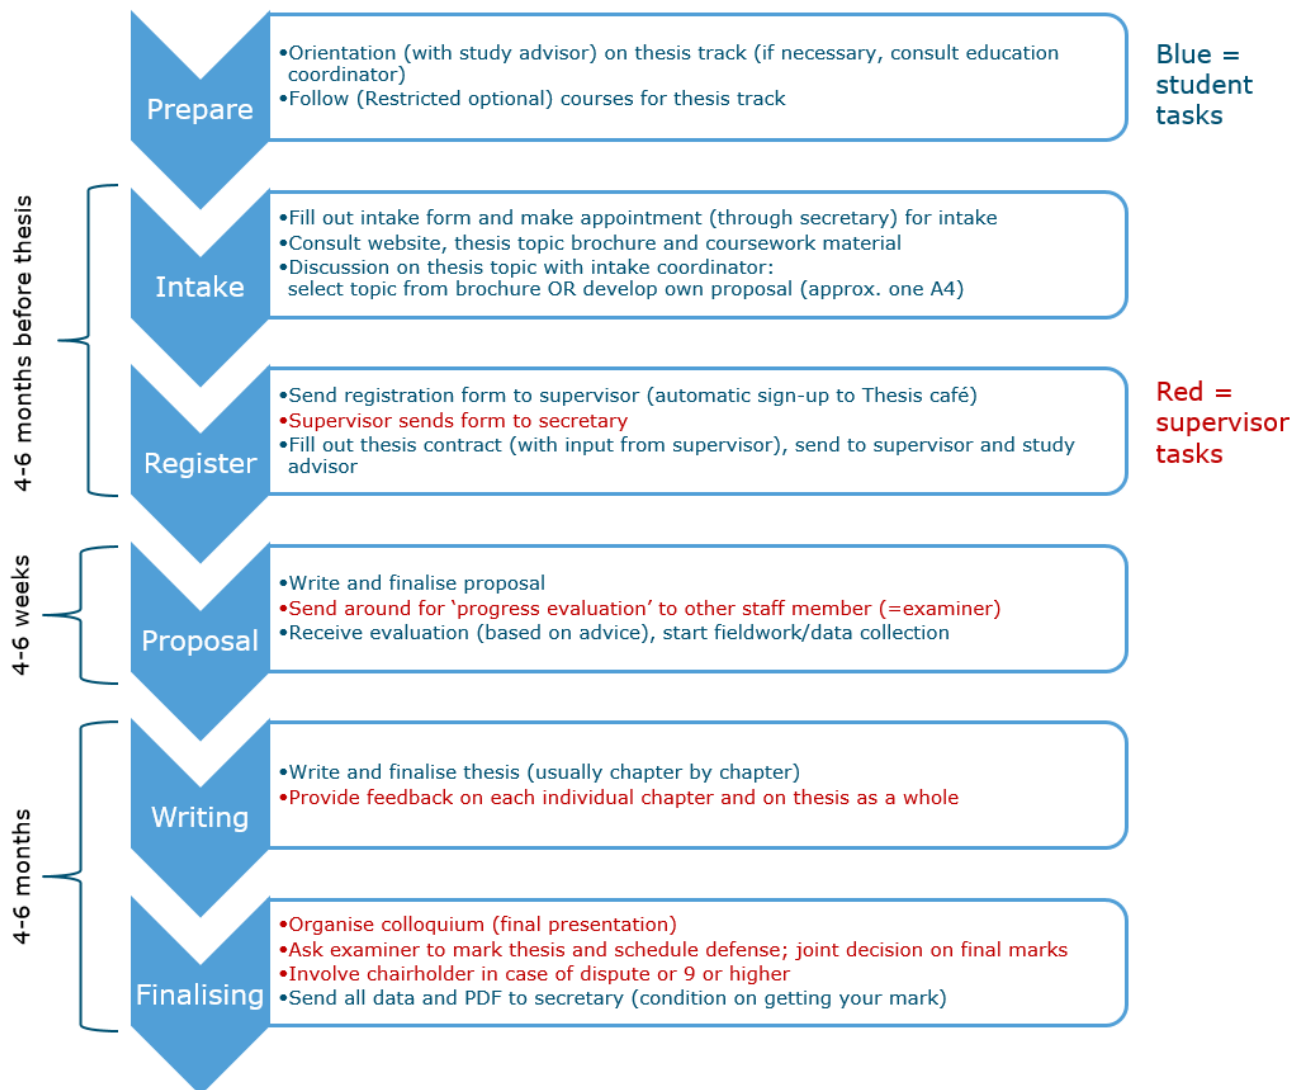 Prepare
•Orientation (with study advisor) on thesis track (if necessary, consult education
coordinator)
•Follow (Restricted optional) courses for thesis track
Blue =
student
tasks
4-6 months before thesis
Intake
•Fill out intake form and make appointment (through secretary) for intake
•Consult website, thesis topic brochure and coursework material
•Discussion on thesis topic with intake coordinator:
select topic from brochure OR develop own proposal (approx. one A4)
Register
•Send registration form to supervisor (automatic sign-up to Thesis café)
•Supervisor sends form to secretary
•Fill out thesis contract (with input from supervisor), send to supervisor and study
advisor
Red =
supervisor
tasks
4-6 weeks
Proposal
•Write and finalise proposal
•Send around for ‘progress evaluation’ to other staff member (=examiner)
•Receive evaluation (based on advice), start fieldwork/data collection
4-6 months
Writing
•Write and finalise thesis (usually chapter by chapter)
•Provide feedback on each individual chapter and on thesis as a whole
Finalising
•Organise colloquium (final presentation)
•Ask examiner to mark thesis and schedule defense; joint decision on final marks
•Involve chairholder in case of dispute or 9 or higher
•Send all data and PDF to secretary (condition on getting your mark)